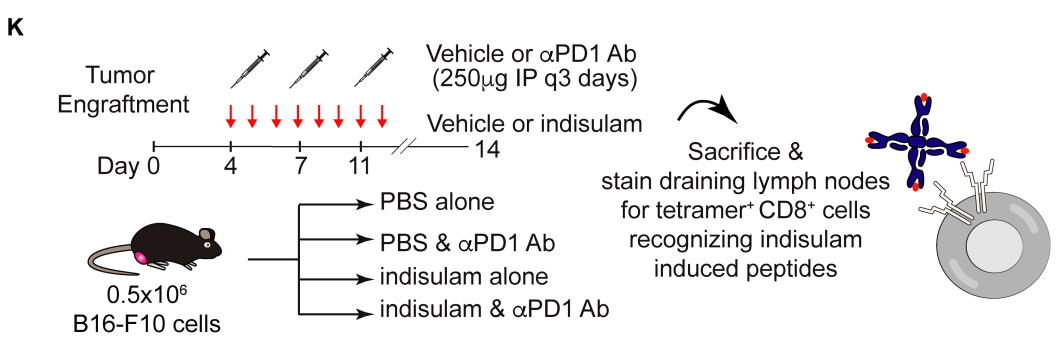 K
Tumor
Engraftment
Vehicle or αPD1 Ab
(250μg IP q3 days)
Vehicle or indisulam
Day 0
4
7
11
14
PBS alone
PBS & αPD1 Ab
indisulam alone
indisulam & αPD1 Ab
0.5x10⁶
B16-F10 cells
Sacrifice &
stain draining lymph nodes
for tetramer⁺ CD8⁺ cells
recognizing indisulam
induced peptides